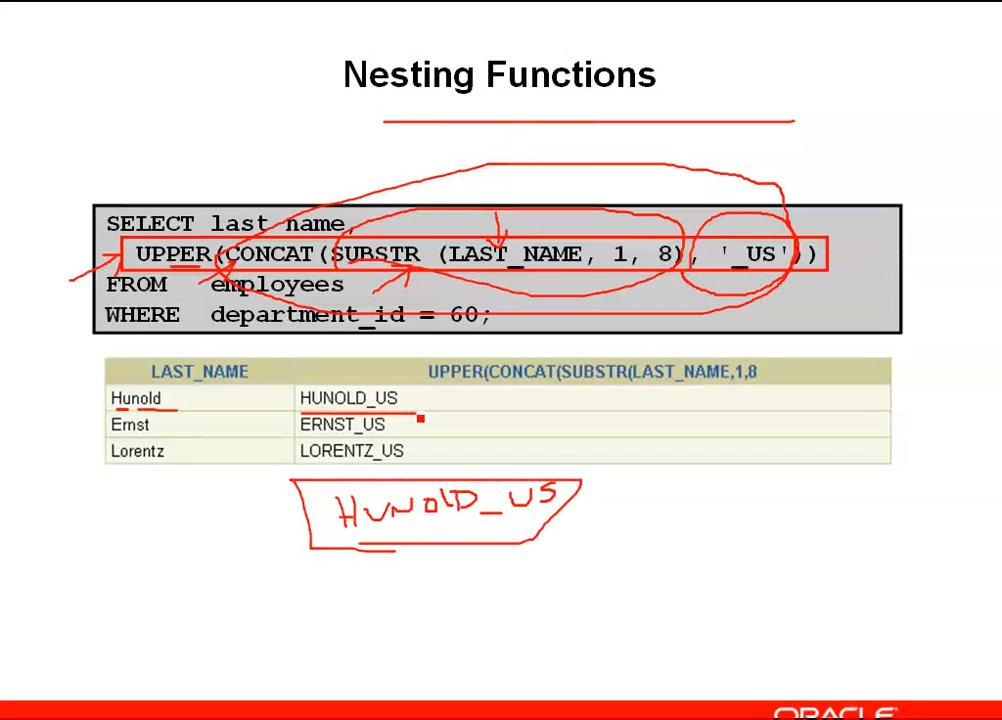 Nesting Functions
SELECT last_name,
UPPER(CONCAT(SUBSTR (LAST_NAME, 1, 8), '_US'))
FROM employees
WHERE department_id = 60;
LAST_NAME UPPER(CONCAT(SUBSTR(LAST_NAME,1,8
Hunold HUNOLD_US
Ernst ERNST_US
Lorentz LORENTZ_US
HUNOLD_US
ORACLE